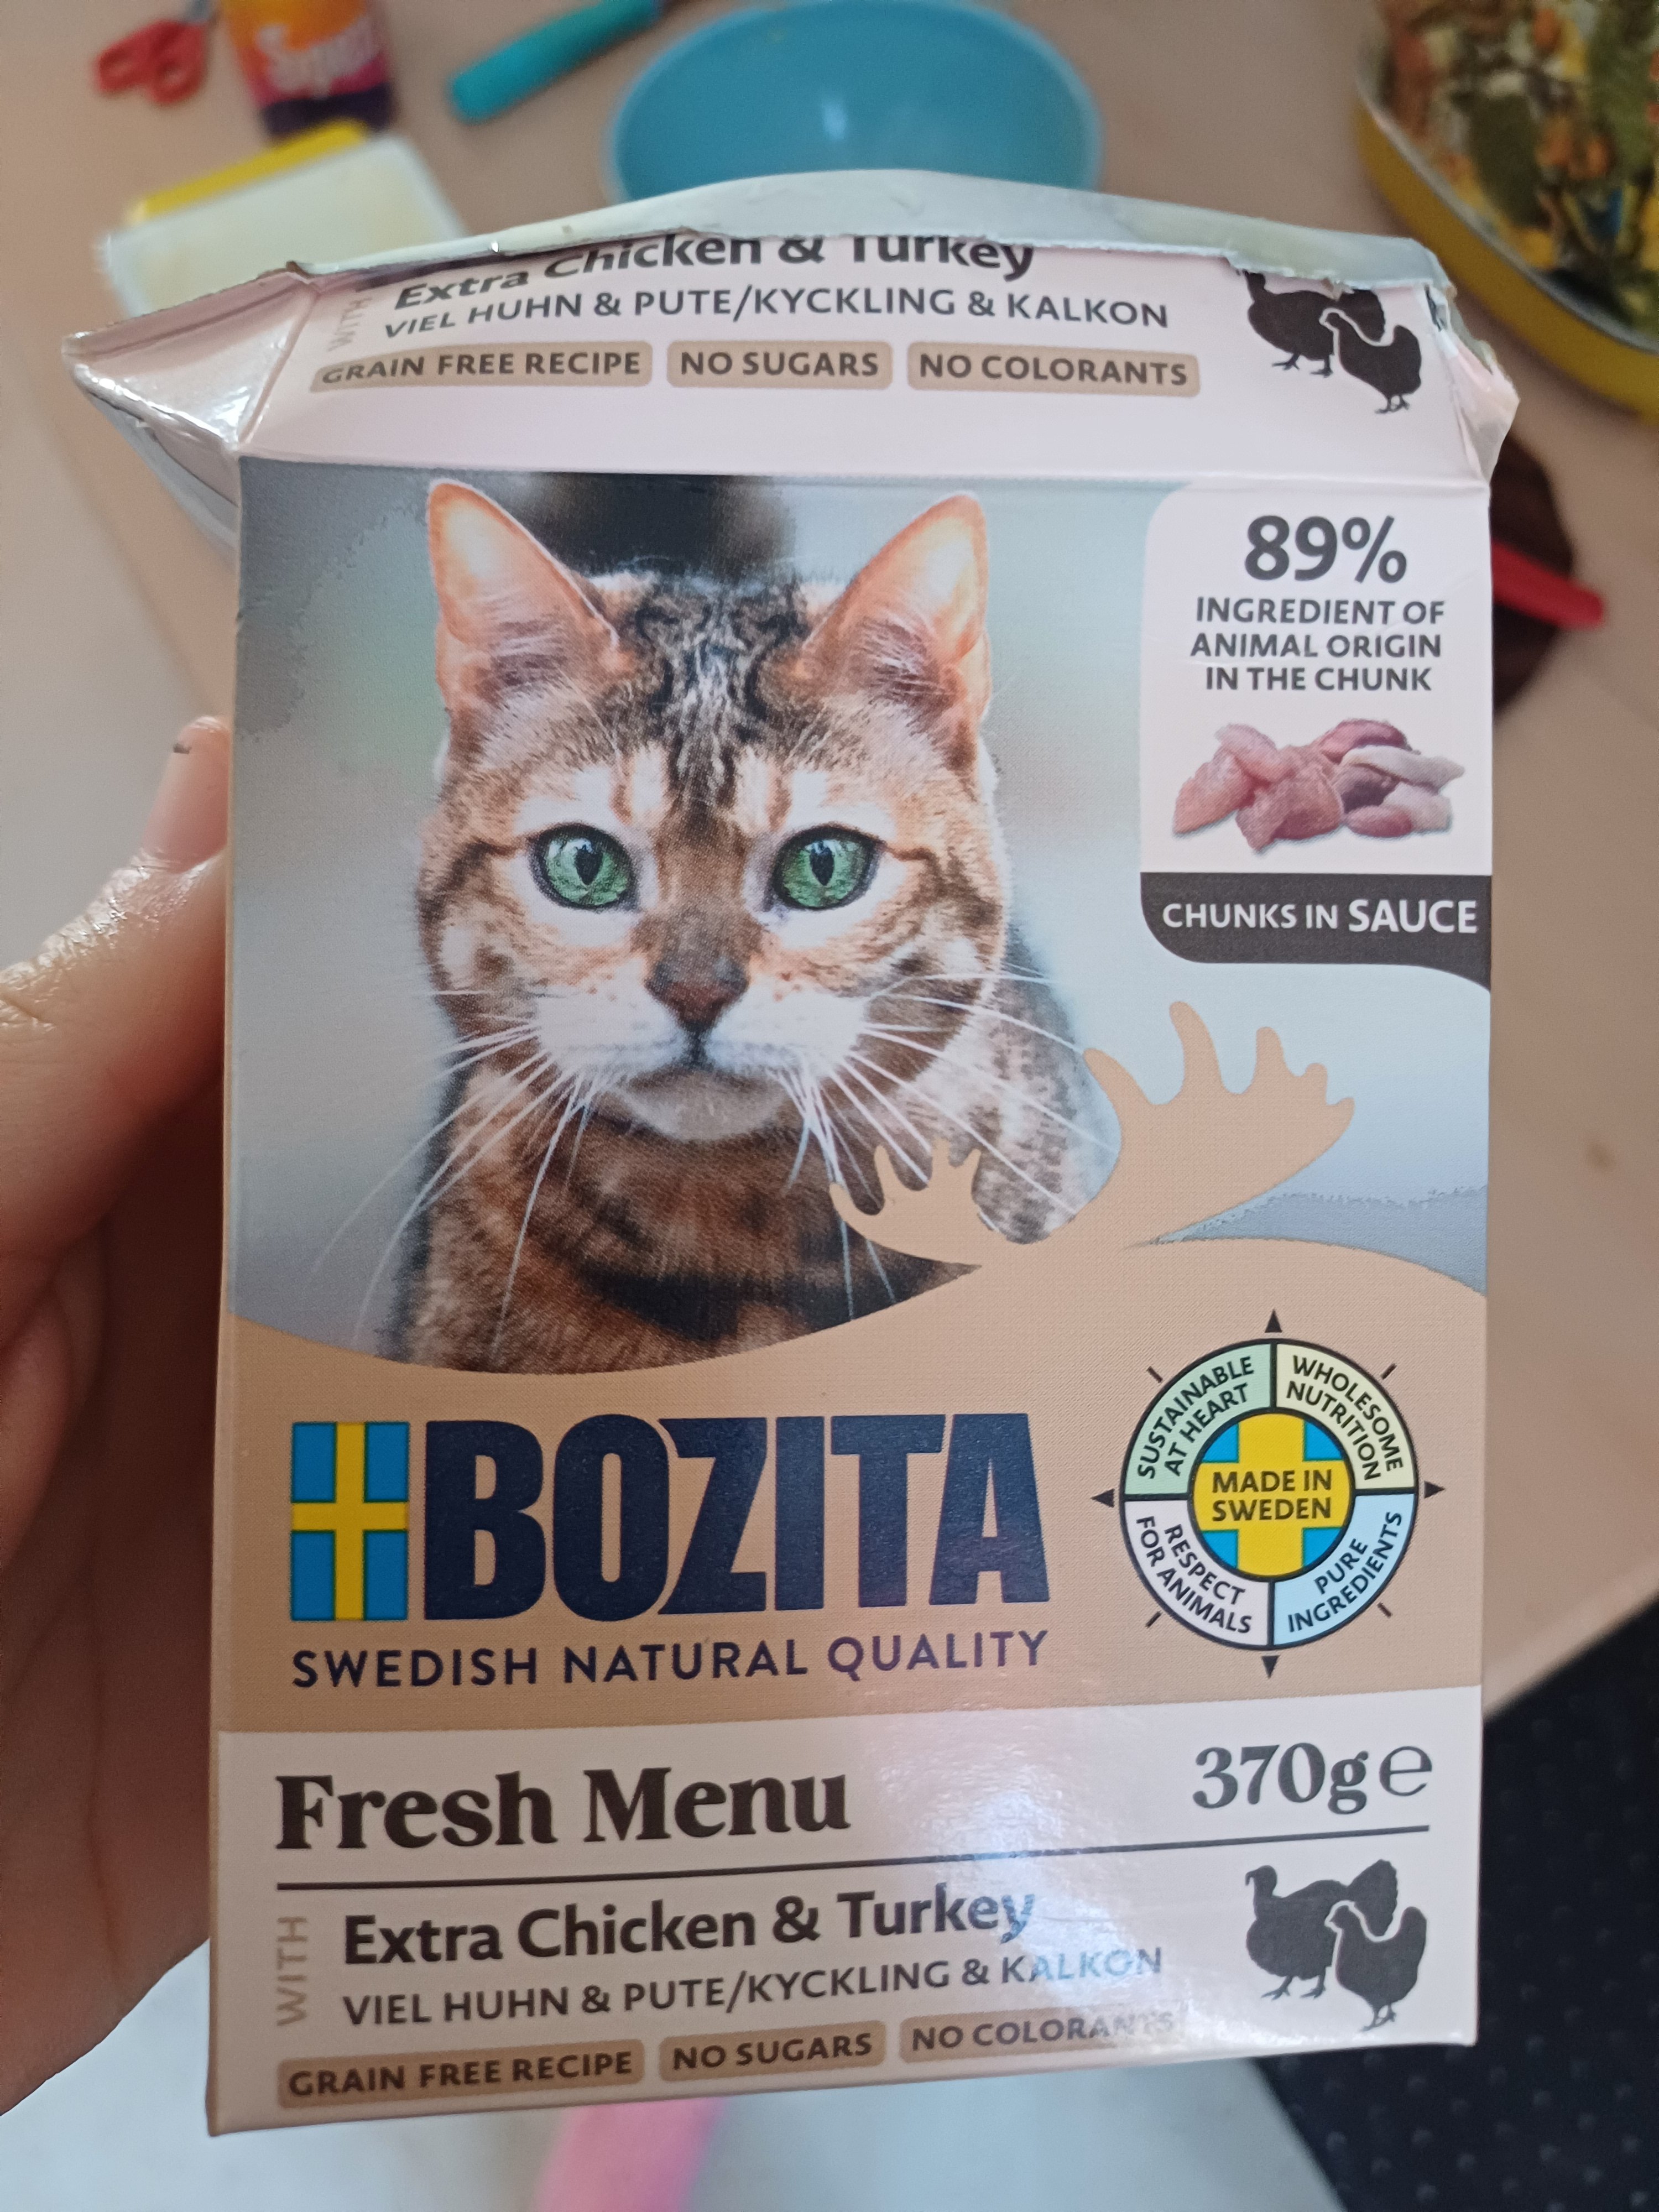 Super
Extra Chicken & Turkey
WITH
VIEL HUHN & PUTE/KYCKLING & KALKON
GRAIN FREE RECIPE NO SUGARS NO COLORANTS
89%
INGREDIENT OF
ANIMAL ORIGIN
IN THE CHUNK
CHUNKS IN SAUCE
SUSTAINABLE
AT HEART
WHOLESOME
NUTRITION
MADE IN
SWEDEN
RESPECT
FOR ANIMALS
PURE
INGREDIENTS
BOZITA
SWEDISH NATURAL QUALITY
Fresh Menu
370g e
WITH
Extra Chicken & Turkey
VIEL HUHN & PUTE/KYCKLING & KALKON
GRAIN FREE RECIPE NO SUGARS NO COLORANTS